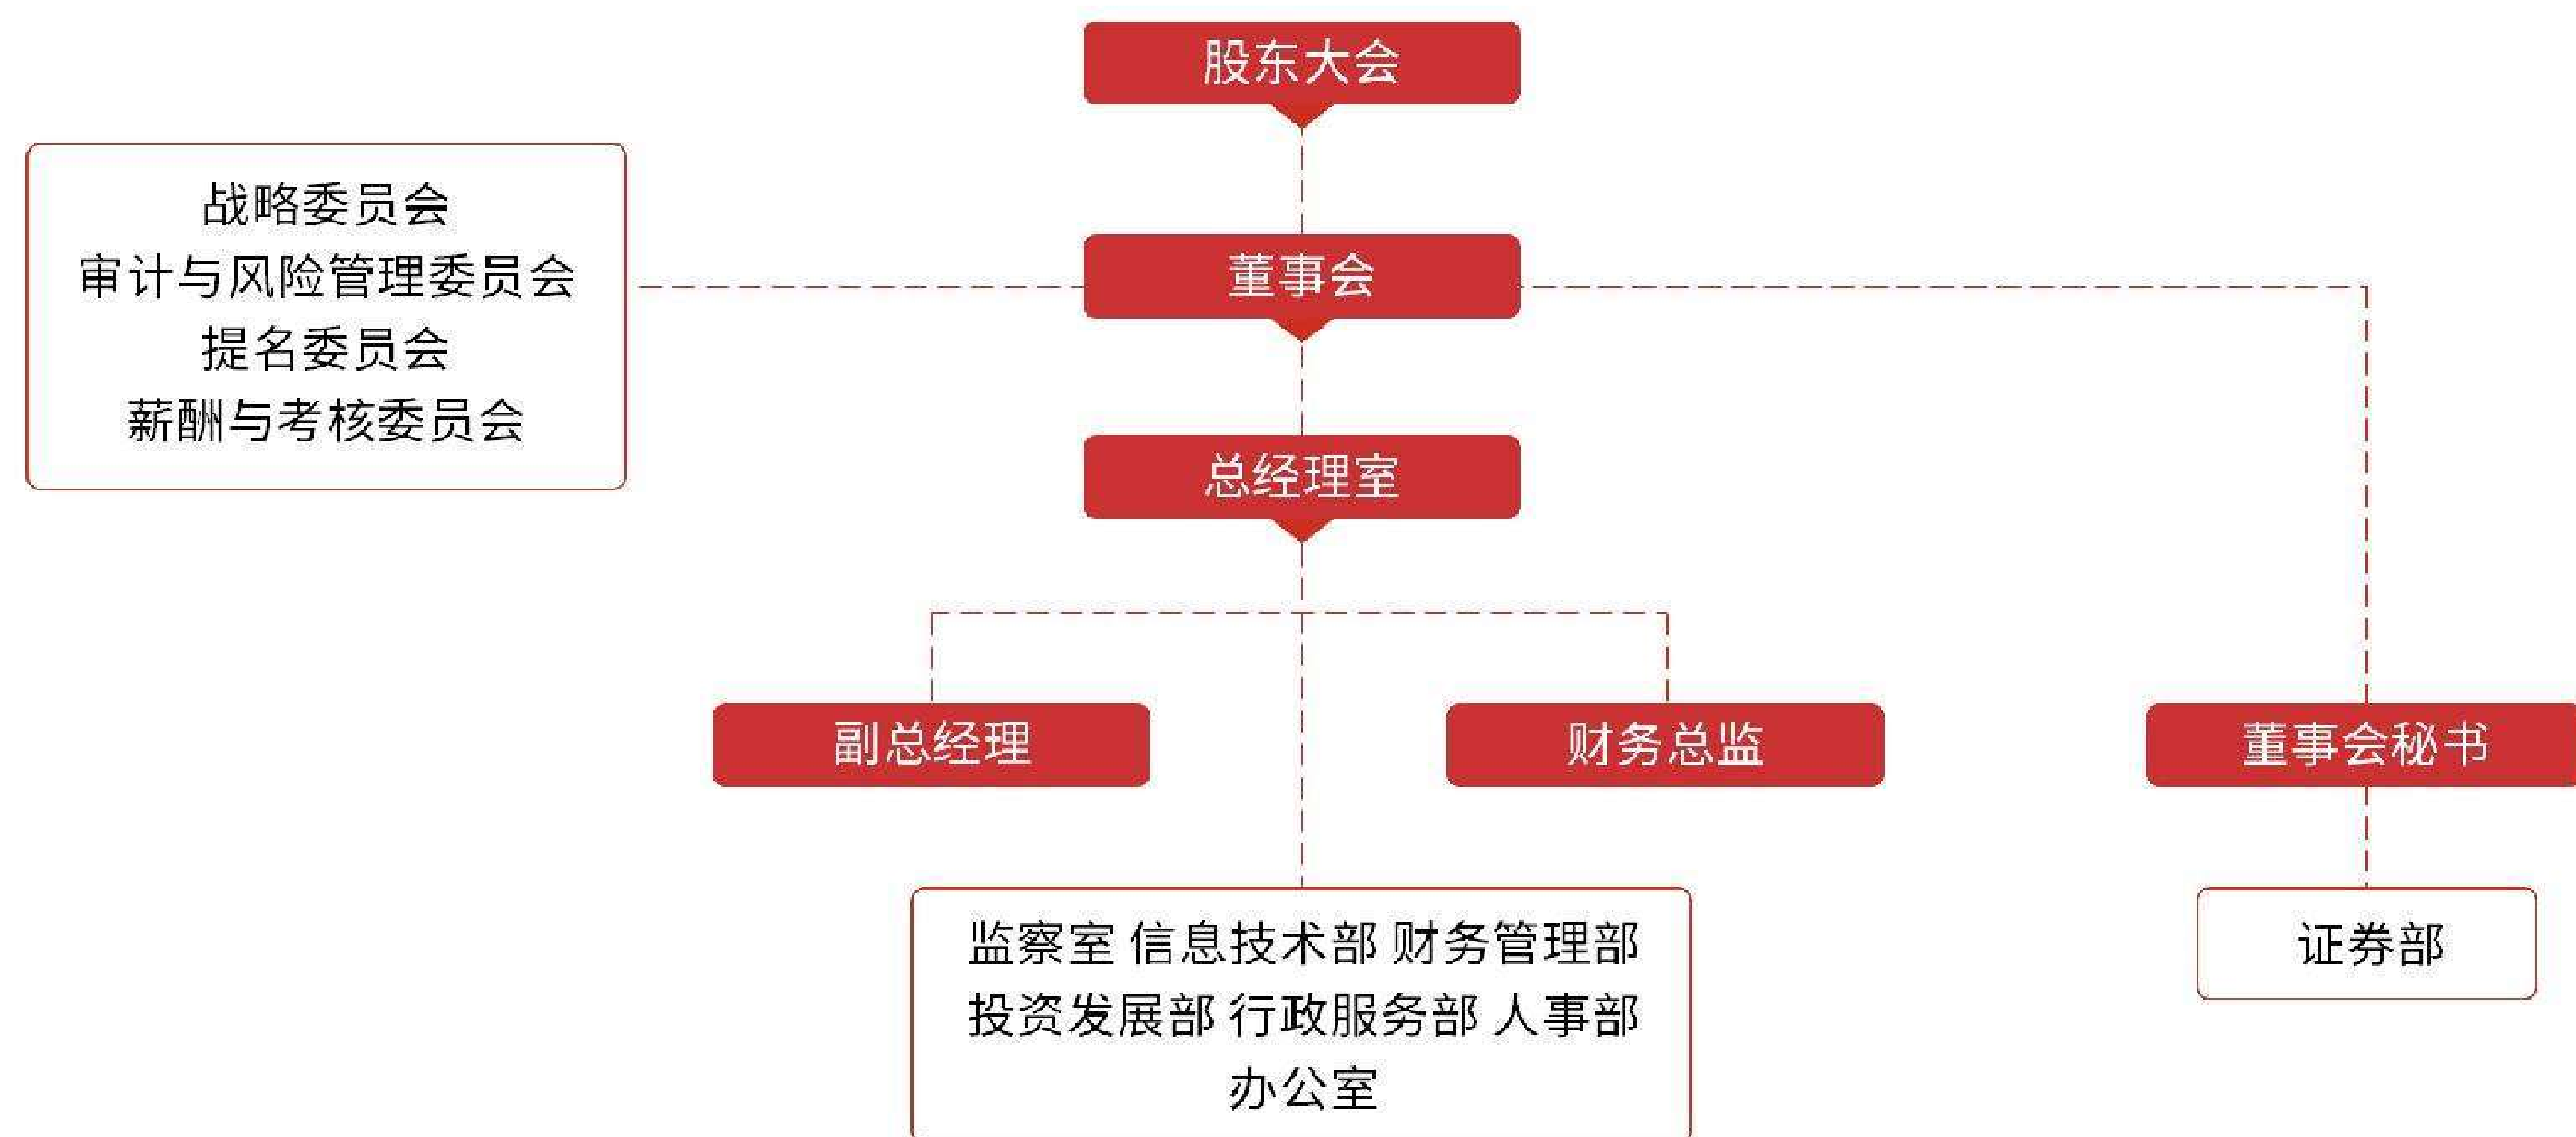 股东大会
战略委员会
审计与风险管理委员会
提名委员会
薪酬与考核委员会
董事会
总经理室
副总经理
财务总监
董事会秘书
监察室 信息技术部 财务管理部
投资发展部 行政服务部 人事部
办公室
证券部